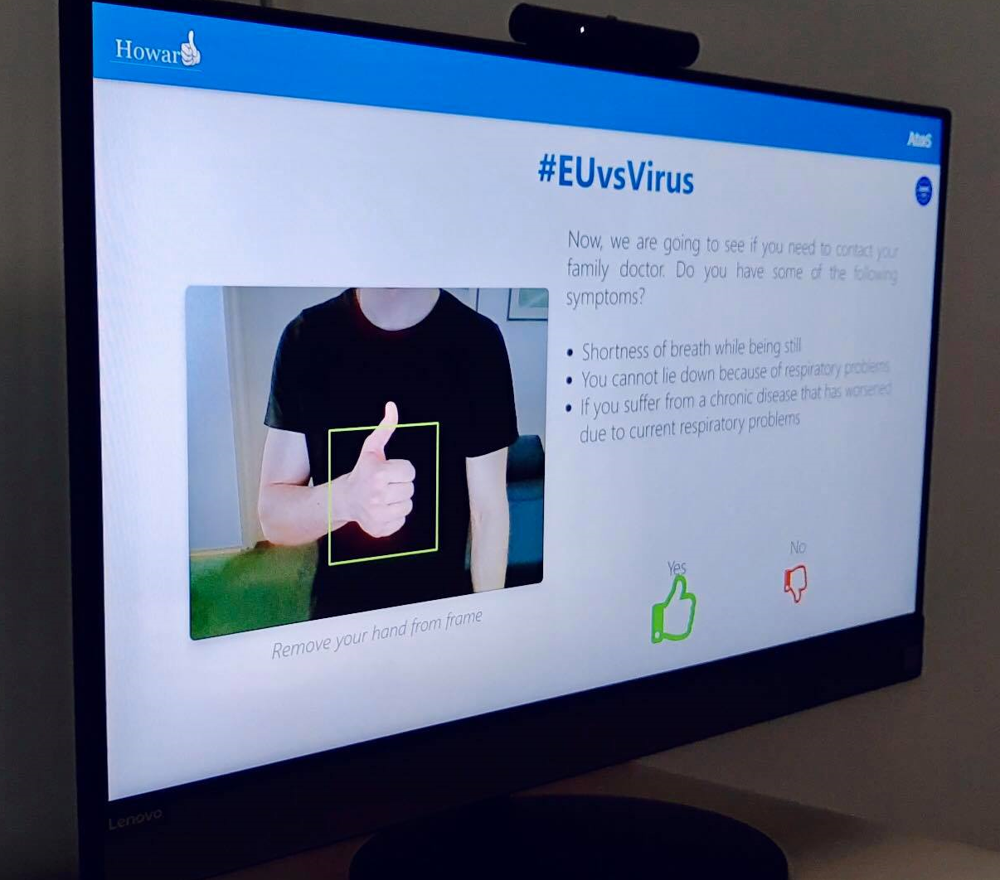 Howar
AtoS
#EUvsVirus
Now, we are going to see if you need to contact your
family doctor. Do you have some of the following
symptoms?
• Shortness of breath while being still
• You cannot lie down because of respiratory problems
• If you suffer from a chronic disease that has worsened
due to current respiratory problems
Yes
No
Remove your hand from frame
Lenovo